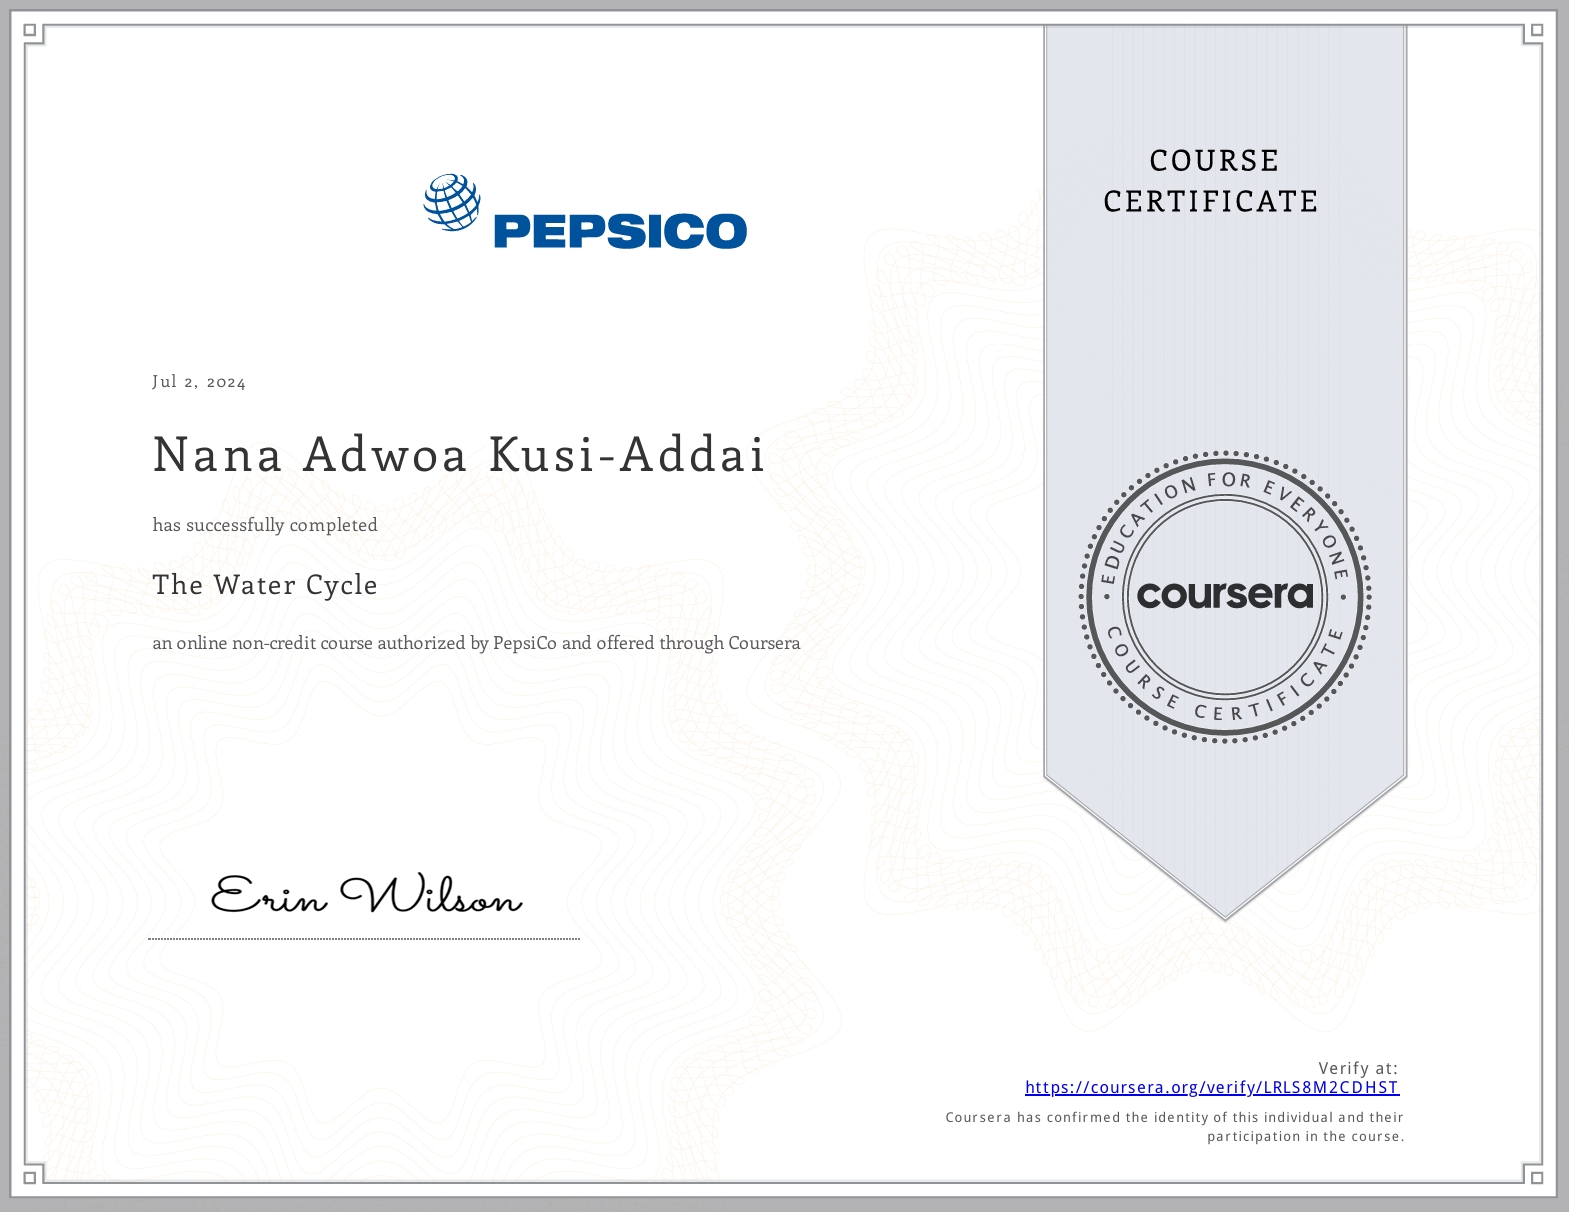 PEPSICO
COURSE
CERTIFICATE
Jul 2, 2024
Nana Adwoa Kusi-Addai
has successfully completed
The Water Cycle
an online non-credit course authorized by PepsiCo and offered through Coursera
EDUCATION FOR EVERYONE
coursera
COURSE CERTIFICATE
Erin Wilson
Verify at:
https://coursera.org/verify/LRLS8M2CDHST
Coursera has confirmed the identity of this individual and their
participation in the course.